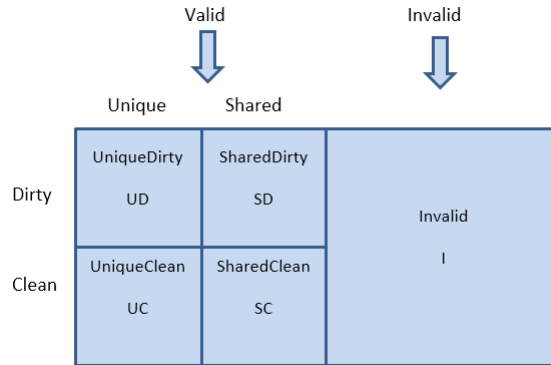 Valid
Invalid
Unique
Shared
UniqueDirty
SharedDirty
Dirty
UD
SD
Invalid
UniqueClean
SharedClean
I
Clean
UC
SC